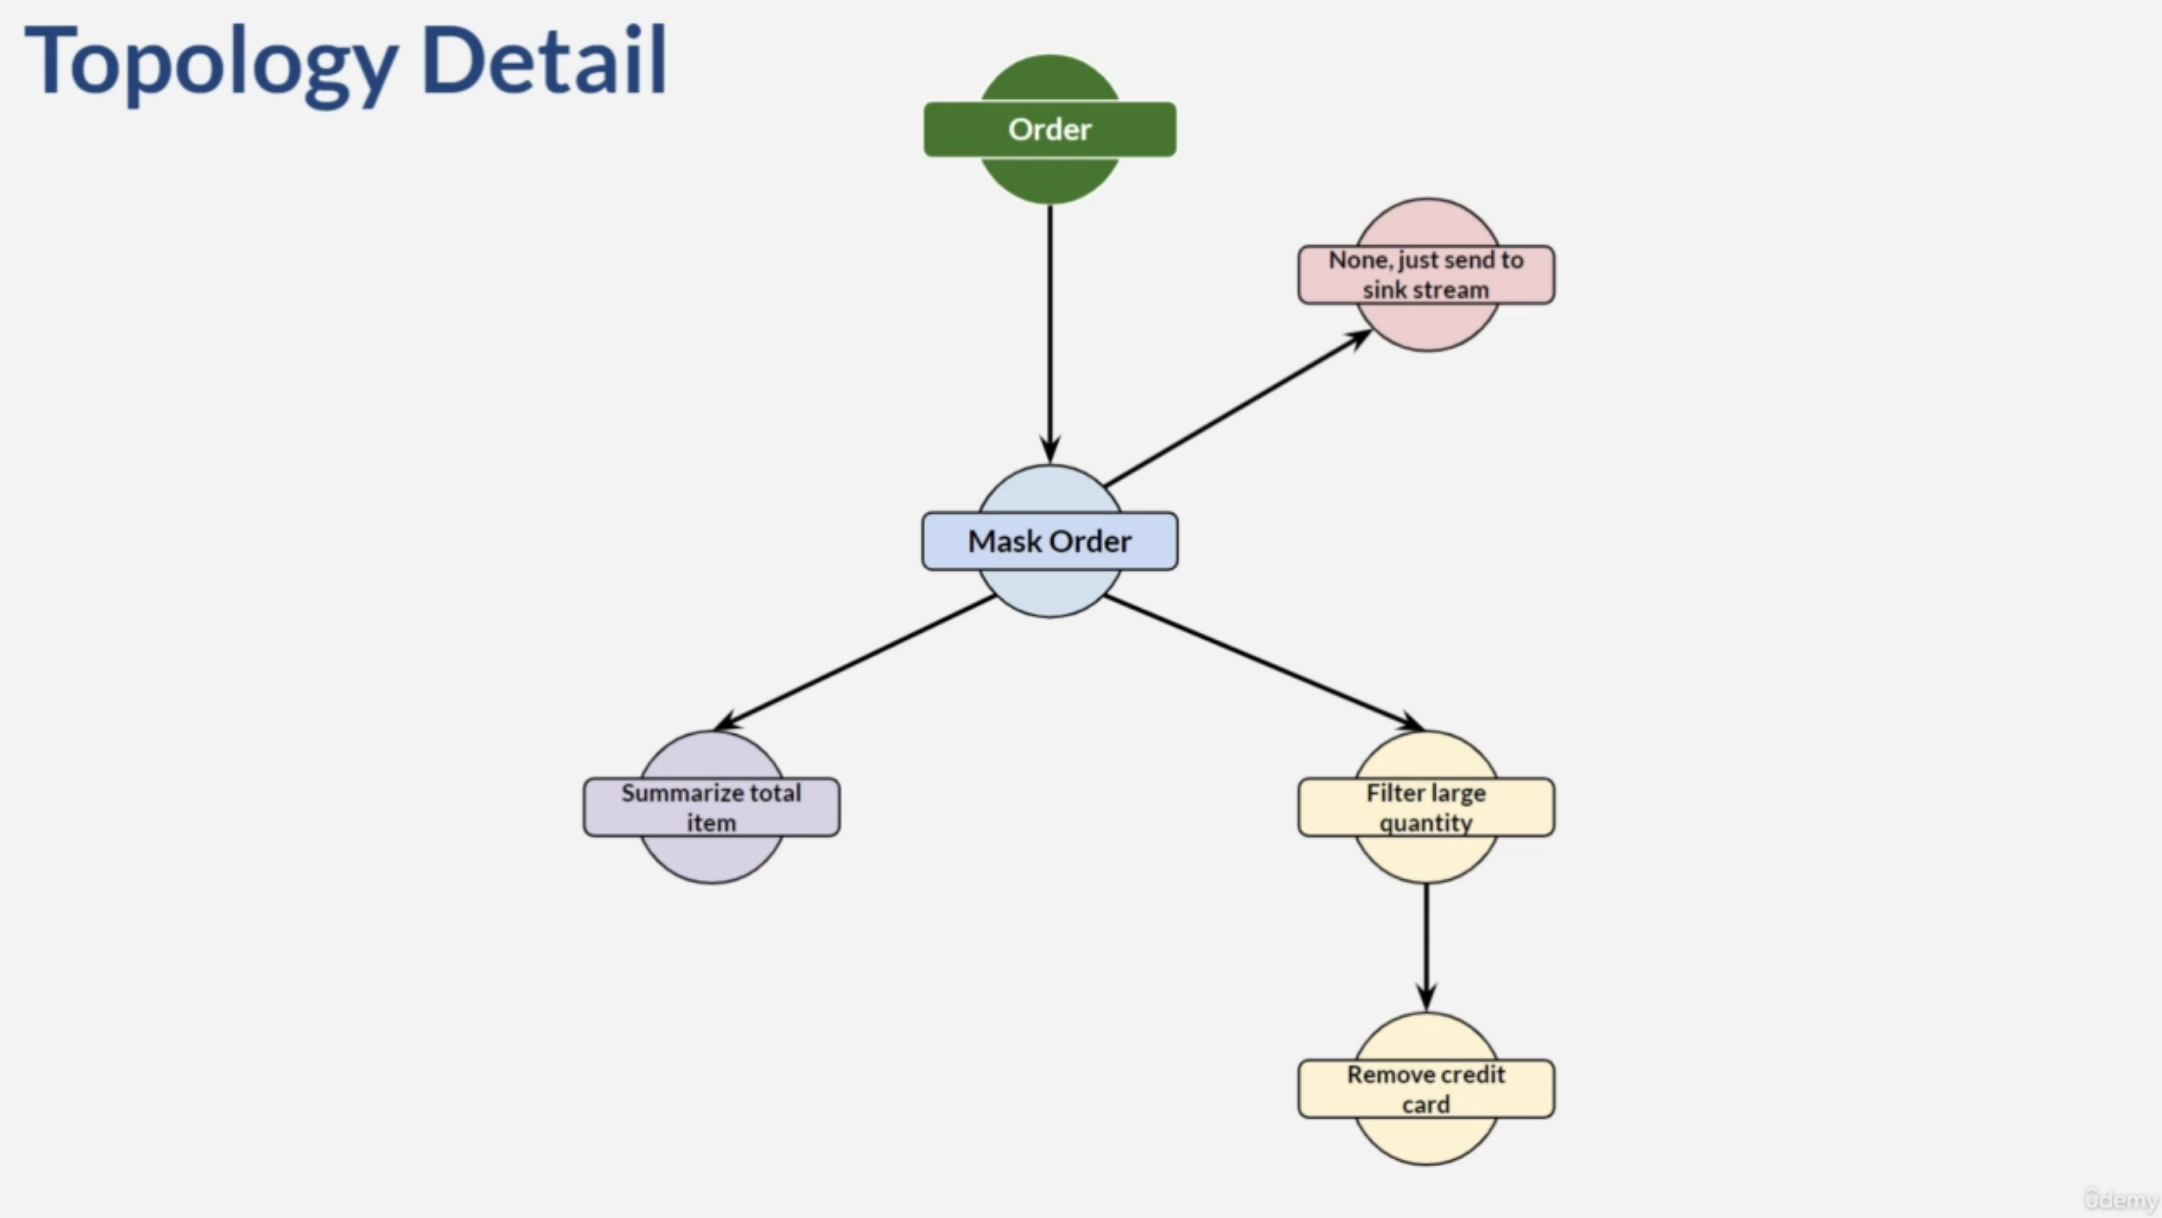 Topology Detail
Order
None, just send to
sink stream
Mask Order
Summarize total
item
Filter large
quantity
Remove credit
card
ûdemy